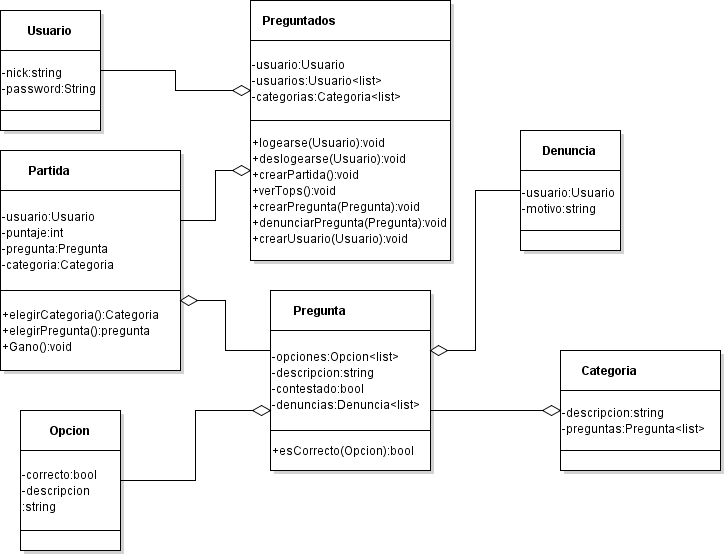 Usuario
-nick:string
-password:String
Preguntados
-usuario:Usuario
-usuarios:Usuario<list>
-categorias:Categoria<list>
+logearse(Usuario):void
+deslogearse(Usuario):void
+crearPartida():void
+verTops():void
+crearPregunta(Pregunta):void
+denunciarPregunta(Pregunta):void
+crearUsuario(Usuario):void
Denuncia
-usuario:Usuario
-motivo:string
Partida
-usuario:Usuario
-puntaje:int
-pregunta:Pregunta
-categoria:Categoria
+elegirCategoria():Categoria
+elegirPregunta():pregunta
+Gano():void
Pregunta
-opciones:Opcion<list>
-descripcion:string
-contestado:bool
-denuncias:Denuncia<list>
+esCorrecto(Opcion):bool
Categoria
-descripcion:string
-preguntas:Pregunta<list>
Opcion
-correcto:bool
-descripcion
:string